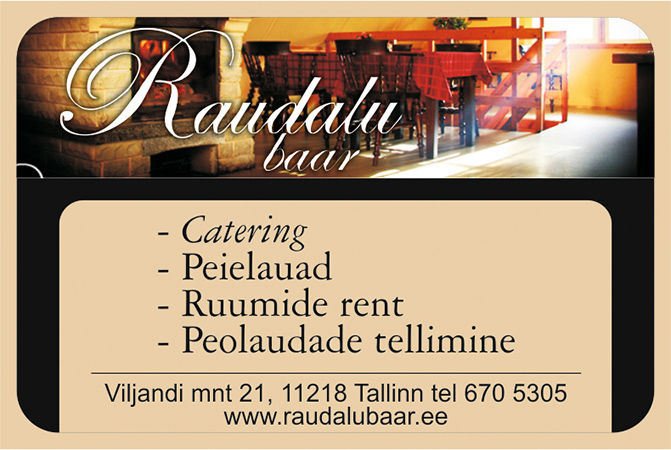 Raudalu
baar
- Catering
- Peielauad
- Ruumide rent
- Peolaudade tellimine
Viljandi mnt 21, 11218 Tallinn tel 670 5305
www.raudalubaar.ee